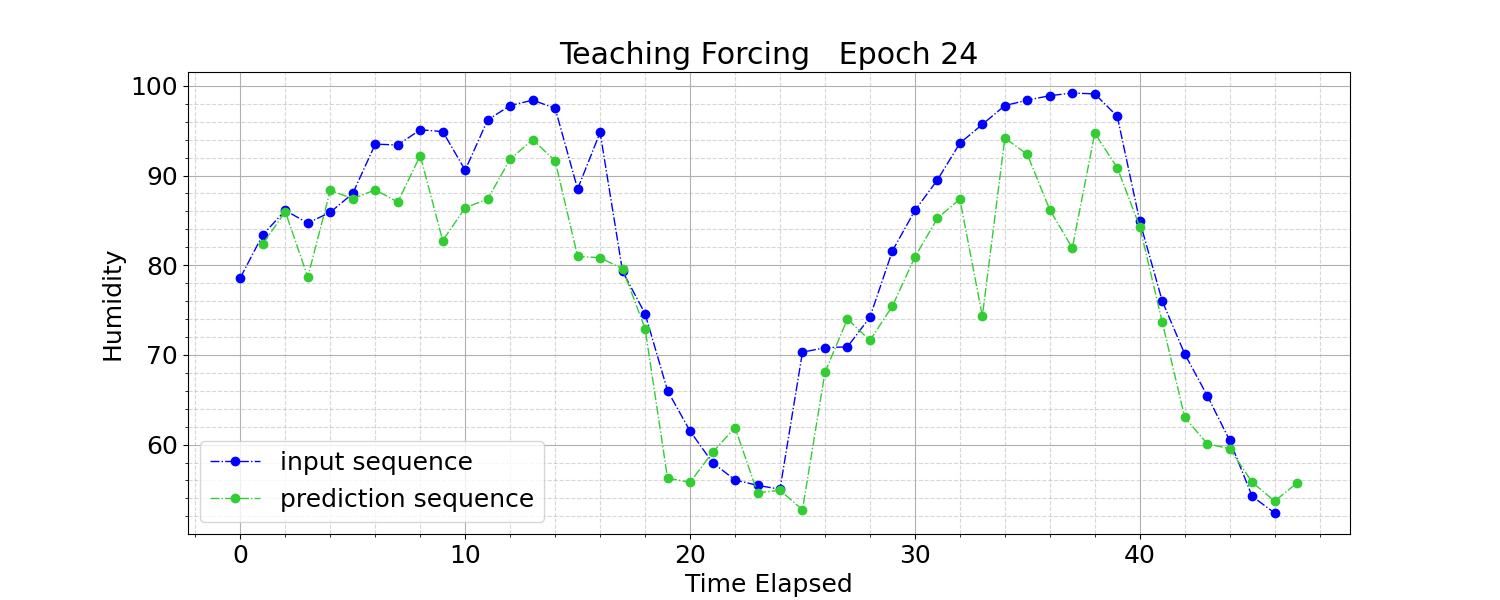 Teaching Forcing   Epoch 24
100
90
80
70
60
Humidity
input sequence
prediction sequence
0 10 20 30 40
Time Elapsed